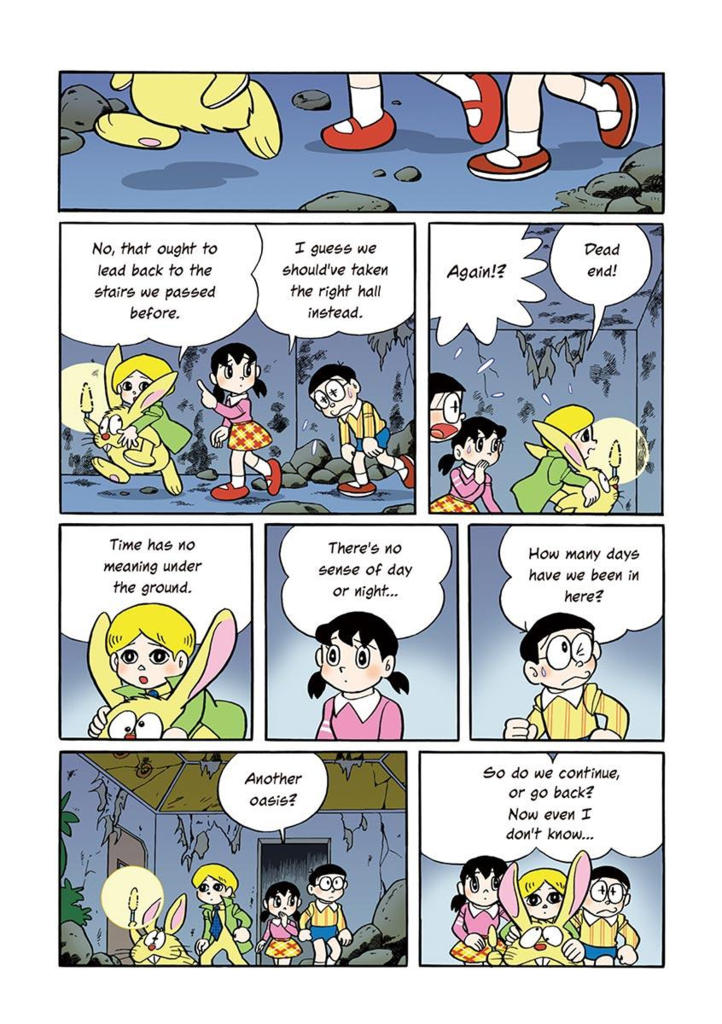 Dead
end!
Again!?
I guess we
should've taken
the right hall
instead.
No, that ought to
lead back to the
stairs we passed
before.
How many days
have we been in
here?
There's no
sense of day
or night...
Time has no
meaning under
the ground.
So do we continue,
or go back?
Now even I
don't know...
Another
oasis?